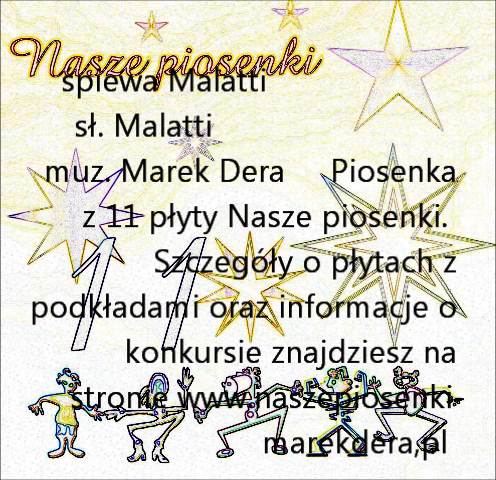 Nasze piosenki
śpiewa Malatti
sł. Malatti
muz. Marek Dera Piosenka
z 11 płyty Nasze piosenki.
11
Szczegóły o płytach z
podkładami oraz informacje o
konkursie znajdziesz na
stronie www.naszepiosenki-
marekdera,pl